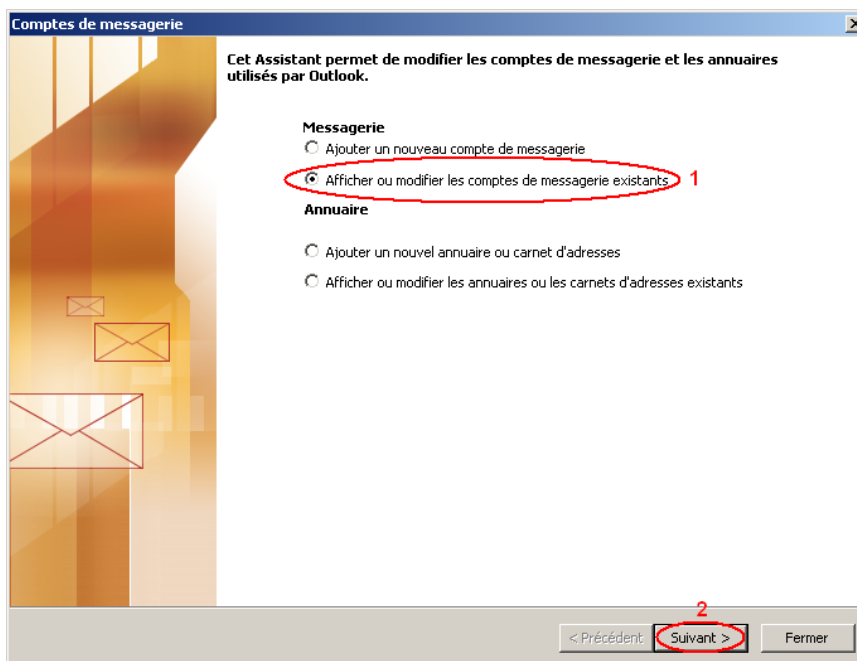 Comptes de messagerie
Cet Assistant permet de modifier les comptes de messagerie et les annuaires
utilisés par Outlook.
Messagerie
Ajouter un nouveau compte de messagerie
Afficher ou modifier les comptes de messagerie existants 1
Annuaire
Ajouter un nouvel annuaire ou carnet d'adresses
Afficher ou modifier les annuaires ou les carnets d'adresses existants
2
< Précédent Suivant > Fermer